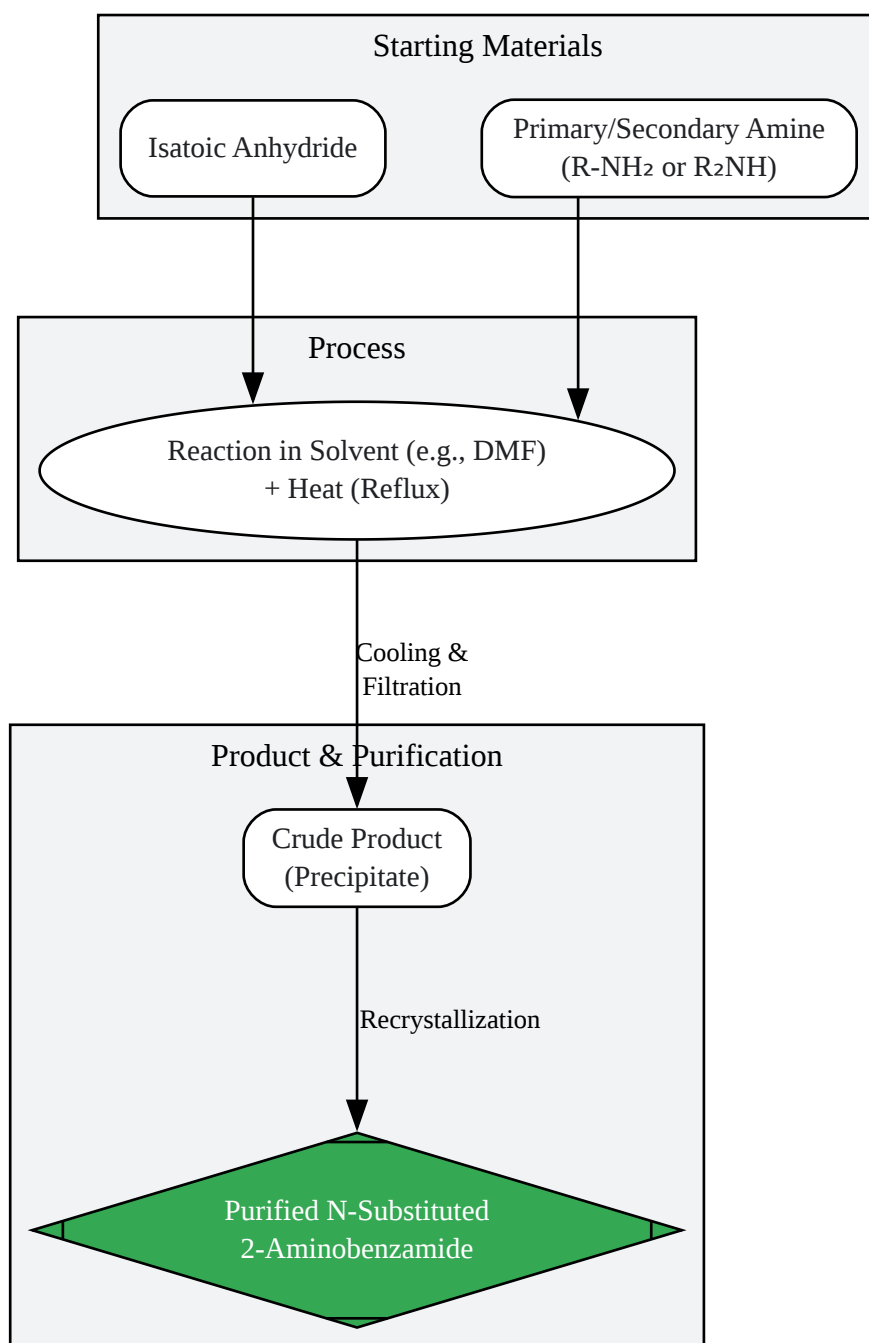 Starting Materials
Isatoic Anhydride
Primary/Secondary Amine
(R-NH₂ or R₂NH)
Process
Reaction in Solvent (e.g., DMF)
+ Heat (Reflux)
Cooling &
Filtration
Product & Purification
Crude Product
(Precipitate)
Recrystallization
Purified N-Substituted
2-Aminobenzamide